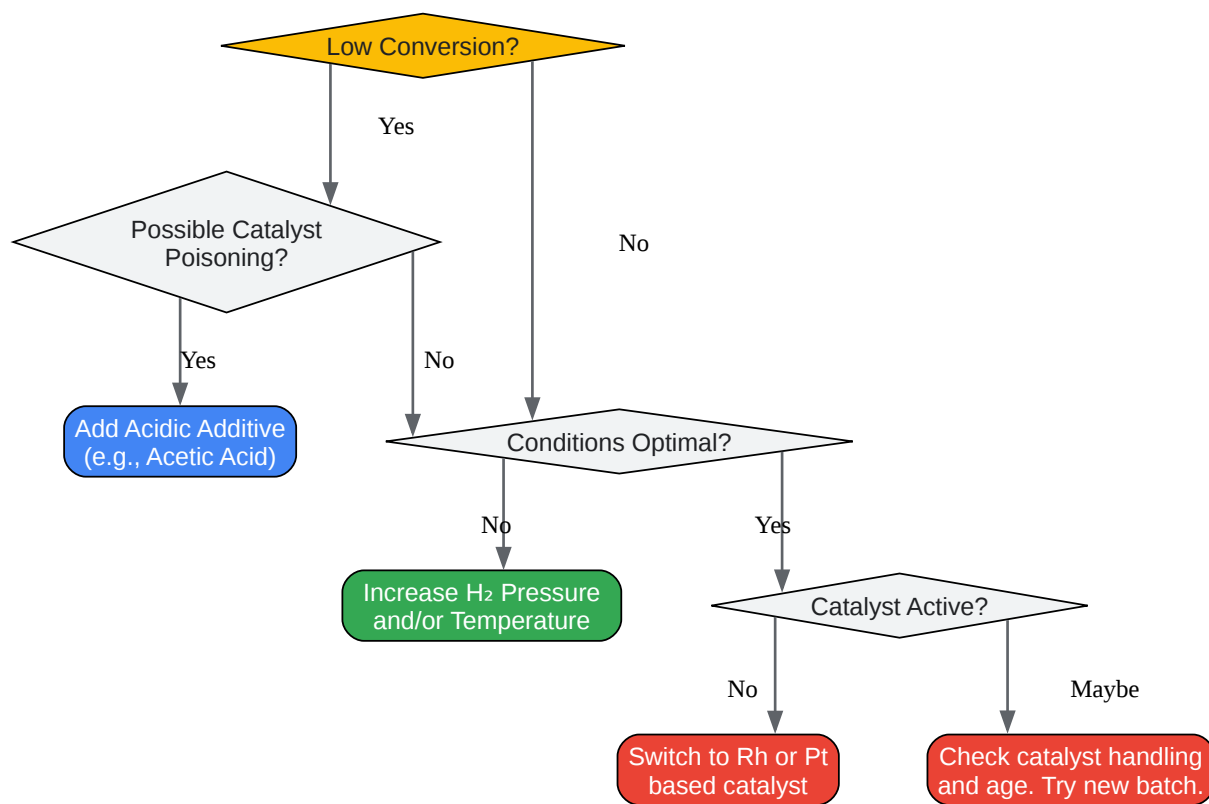 Low Conversion?
Yes
No
Possible Catalyst
Poisoning?
Yes
No
Add Acidic Additive
(e.g., Acetic Acid)
Conditions Optimal?
No
Yes
Increase H₂ Pressure
and/or Temperature
Catalyst Active?
No
Maybe
Switch to Rh or Pt
based catalyst
Check catalyst handling
and age. Try new batch.